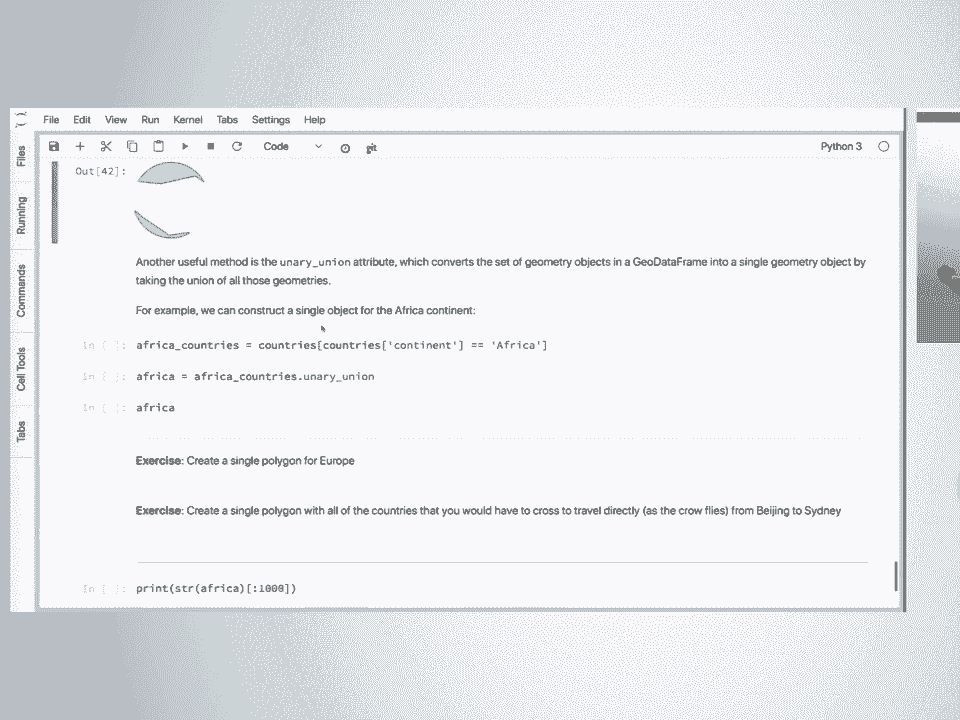 File Edit View Run Kernel Tabs Settings Help
Code git Python 3
Files
Running
Commands
Cell Tools
Tabs
Out[42]:
Another useful method is the unary_union attribute, which converts the set of geometry objects in a GeoDataFrame into a single geometry object by
taking the union of all those geometries.
For example, we can construct a single object for the Africa continent:
In [ ]: africa_countries = countries[countries['continent'] == 'Africa']
In [ ]: africa = africa_countries.unary_union
In [ ]: africa
Exercise: Create a single polygon for Europe
Exercise: Create a single polygon with all of the countries that you would have to cross to travel directly (as the crow flies) from Beijing to Sydney
In [ ]: print(str(africa)[:1000])